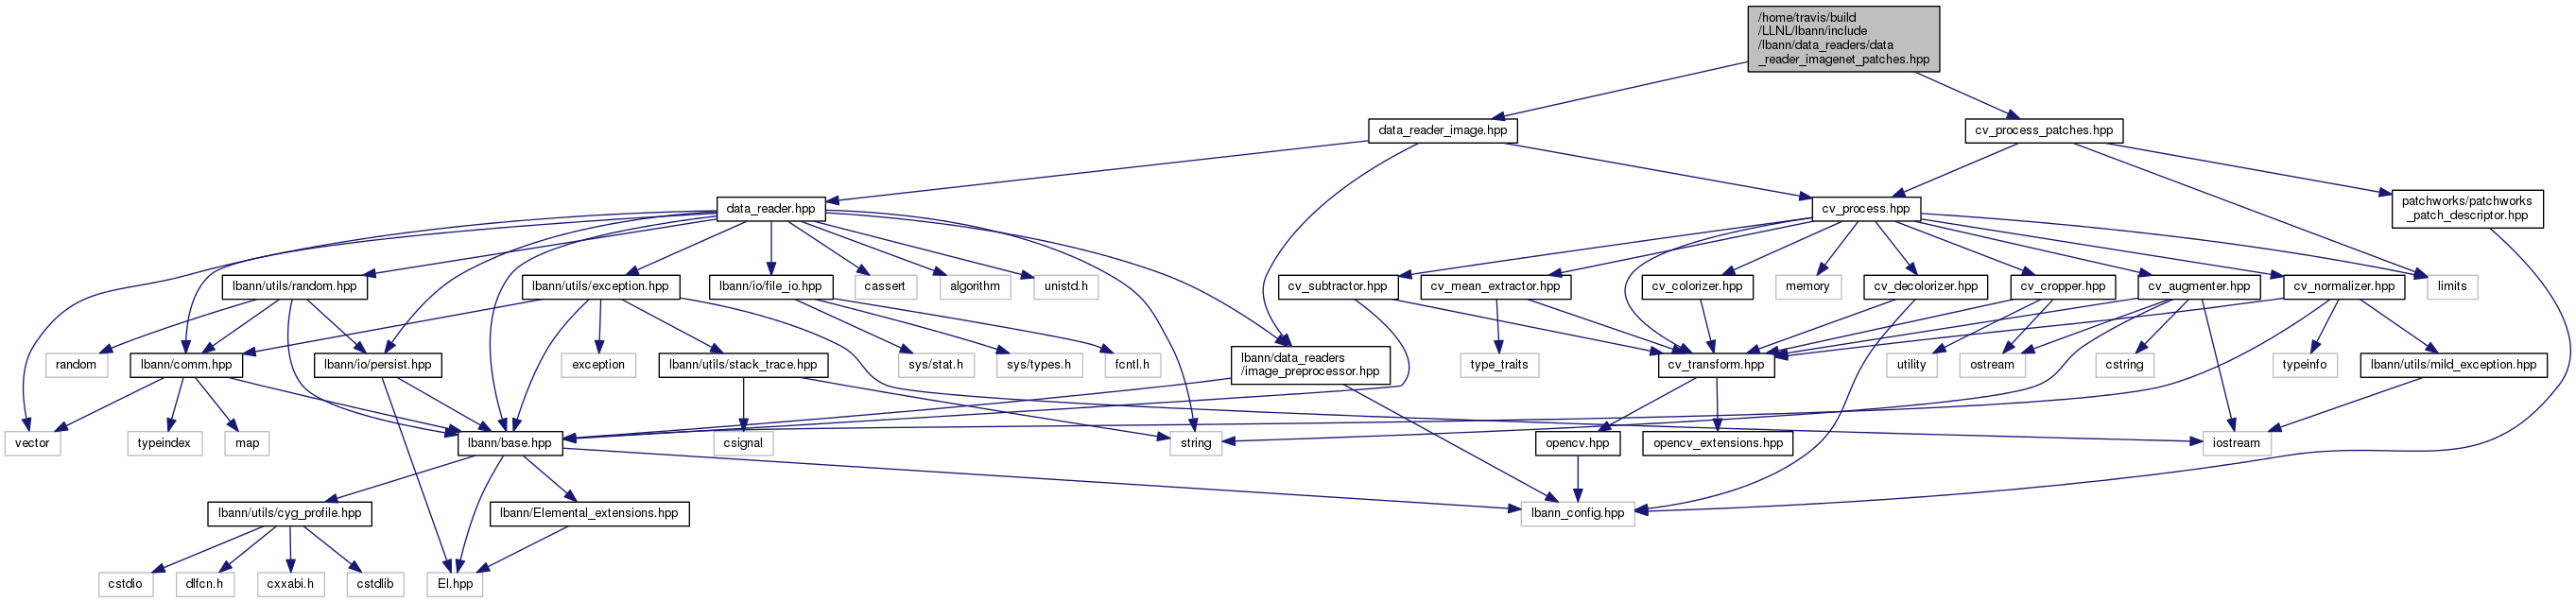 /home/travis/build
/LLNL/lbann/include
/lbann/data_readers/data
_reader_imagenet_patches.hpp
data_reader_image.hpp
cv_process_patches.hpp
data_reader.hpp
cv_process.hpp
patchworks/patchworks
_patch_descriptor.hpp
lbann/utils/random.hpp
lbann/utils/exception.hpp
lbann/io/file_io.hpp
cassert
algorithm
unistd.h
cv_subtractor.hpp
cv_mean_extractor.hpp
cv_colorizer.hpp
memory
cv_decolorizer.hpp
cv_cropper.hpp
cv_augmenter.hpp
cv_normalizer.hpp
limits
random
lbann/comm.hpp
lbann/io/persist.hpp
exception
lbann/utils/stack_trace.hpp
sys/stat.h
sys/types.h
fcntl.h
lbann/data_readers
/image_preprocessor.hpp
type_traits
cv_transform.hpp
utility
ostream
cstring
typeinfo
lbann/utils/mild_exception.hpp
vector
typeindex
map
lbann/base.hpp
csignal
string
opencv.hpp
opencv_extensions.hpp
iostream
lbann/utils/cyg_profile.hpp
lbann/Elemental_extensions.hpp
lbann_config.hpp
cstdio
dlfcn.h
cxxabi.h
cstdlib
El.hpp